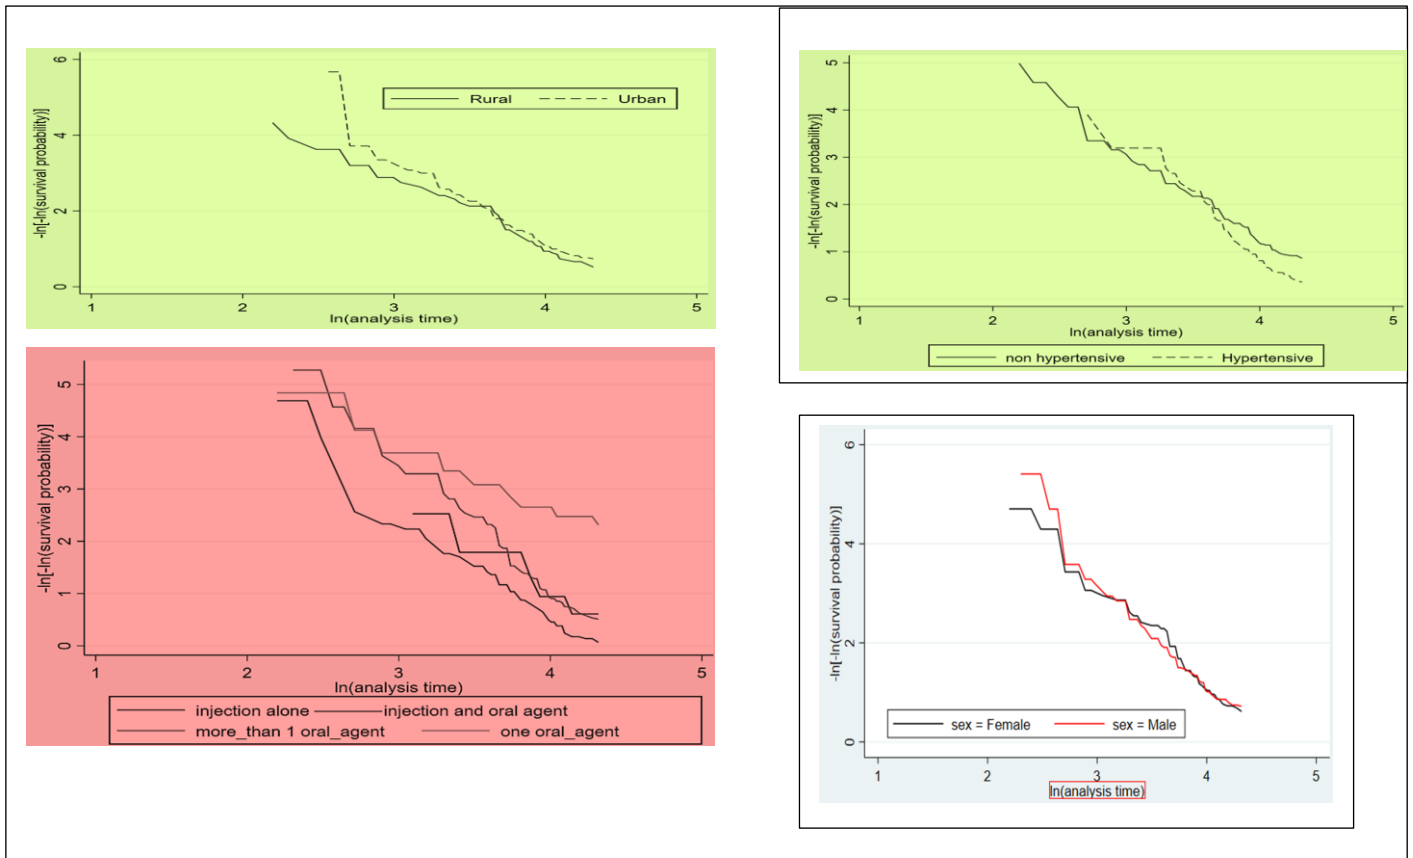 6
4
2
0
-ln[-ln(survival probability)]
Rural Urban
1 2 3 4 5
ln(analysis time)
5
4
3
2
1
0
-ln[-ln(survival probability)]
1 2 3 4 5
ln(analysis time)
non hypertensive Hypertensive
5
4
3
2
1
0
-ln[-ln(survival probability)]
1 2 3 4 5
ln(analysis time)
injection alone injection and oral agent
more_than 1 oral_agent one oral_agent
6
4
2
0
-ln[-ln(survival probability)]
sex = Female sex = Male
1 2 3 4 5
ln(analysis time)